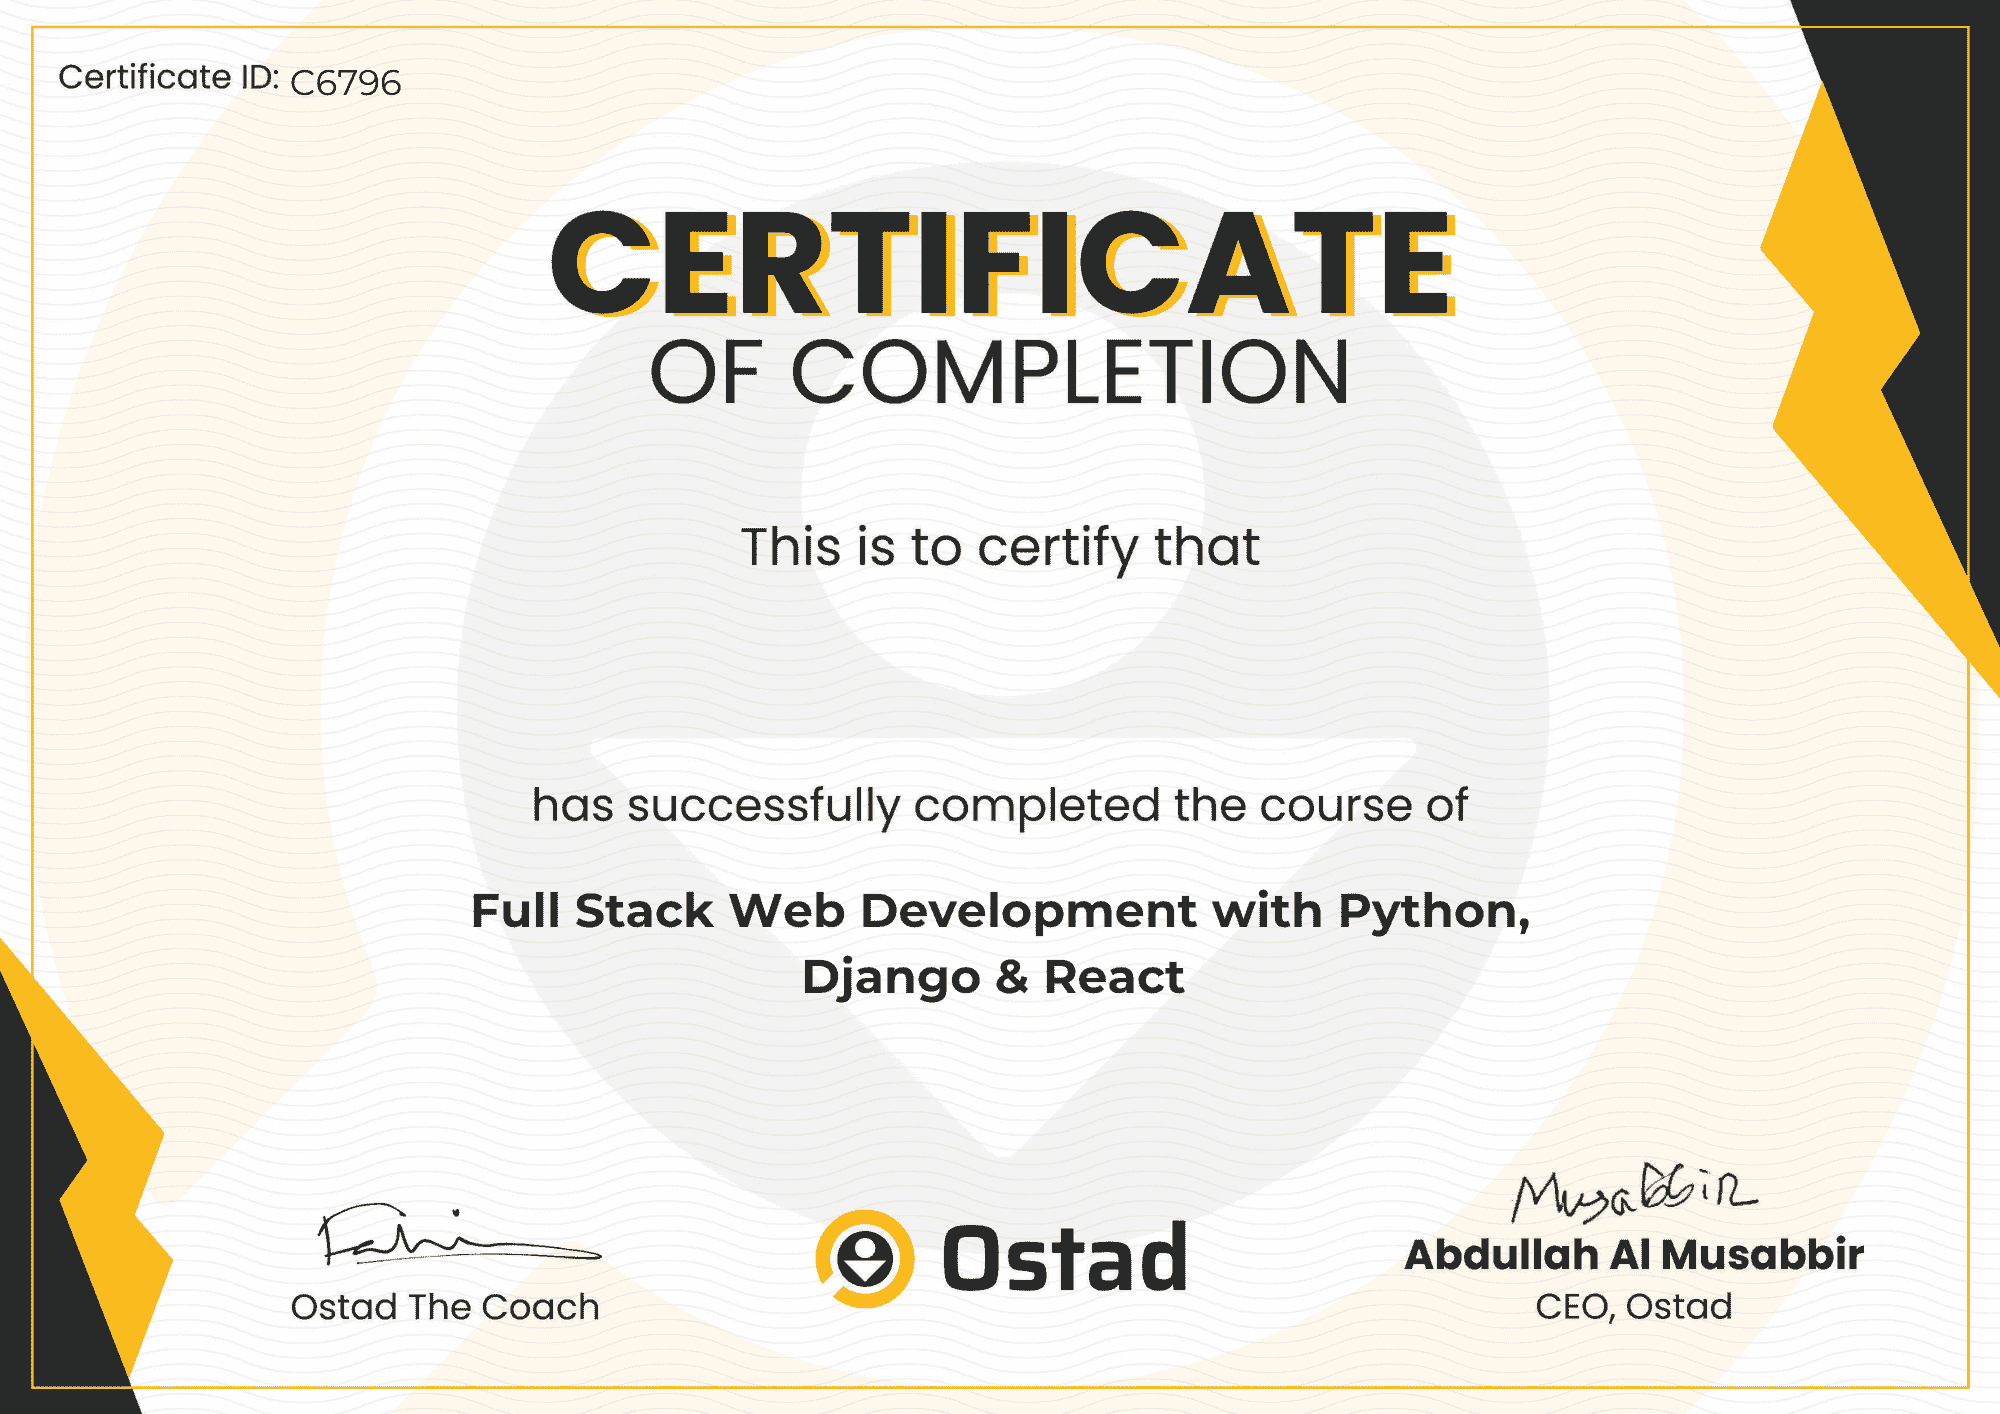 Certificate ID: C6796
CERTIFICATE
OF COMPLETION
This is to certify that
has successfully completed the course of
Full Stack Web Development with Python,
Django & React
Musabbir
Ostad
Abdullah Al Musabbir
Ostad The Coach
CEO, Ostad